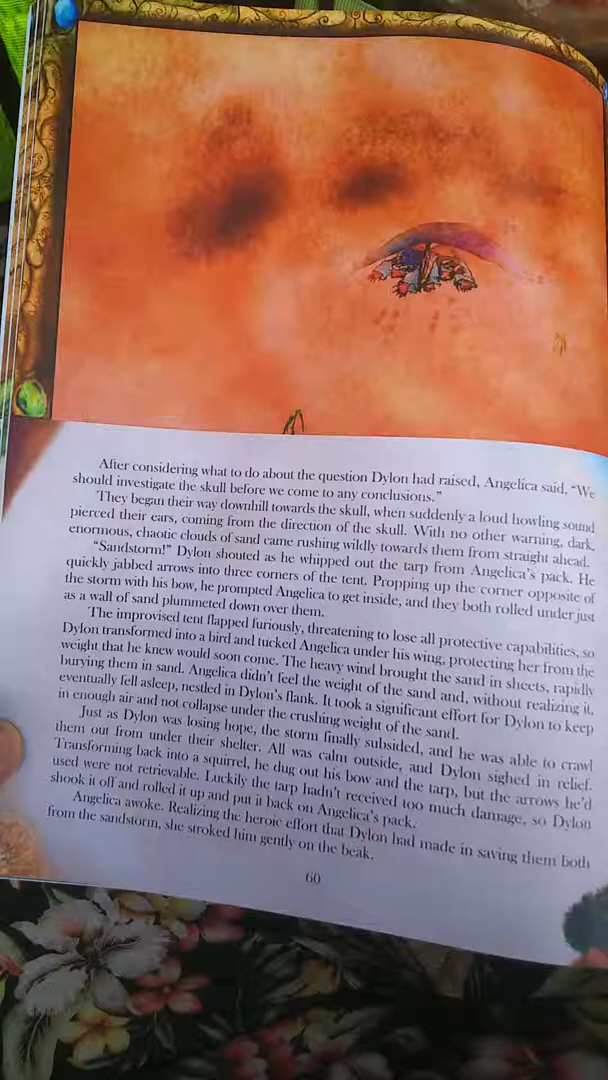 After considering what to do about the question Dylon had raised, Angelica said, “We
should investigate the skull before we come to any conclusions.”
They began their way downhill towards the skull, when suddenly a loud howling sound
pierced their ears, coming from the direction of the skull. With no other warning, dark,
enormous, chaotic clouds of sand came rushing wildly towards them from straight ahead.
“Sandstorm!” Dylon shouted as he whipped out the tarp from Angelica’s pack. He
quickly jabbed arrows into three corners of the tent. Propping up the corner opposite of
the storm with his bow, he prompted Angelica to get inside, and they both rolled under just
as a wall of sand plummeted down over them.
The improvised tent flapped furiously, threatening to lose all protective capabilities, so
Dylon transformed into a bird and tucked Angelica under his wing, protecting her from the
weight that he knew would soon come. The heavy wind brought the sand in sheets, rapidly
burying them in sand. Angelica didn’t feel the weight of the sand and, without realizing it,
eventually fell asleep, nestled in Dylon’s flank. It took a significant effort for Dylon to keep
in enough air and not collapse under the crushing weight of the sand.
Just as Dylon was losing hope, the storm finally subsided, and he was able to crawl
them out from under their shelter. All was calm outside, and Dylon sighed in relief.
Transforming back into a squirrel, he dug out his bow and the tarp, but the arrows he’d
used were not retrievable. Luckily the tarp hadn’t received too much damage, so Dylon
shook it off and rolled it up and put it back on Angelica’s pack.
Angelica awoke. Realizing the heroic effort that Dylon had made in saving them both
from the sandstorm, she stroked him gently on the beak.
60